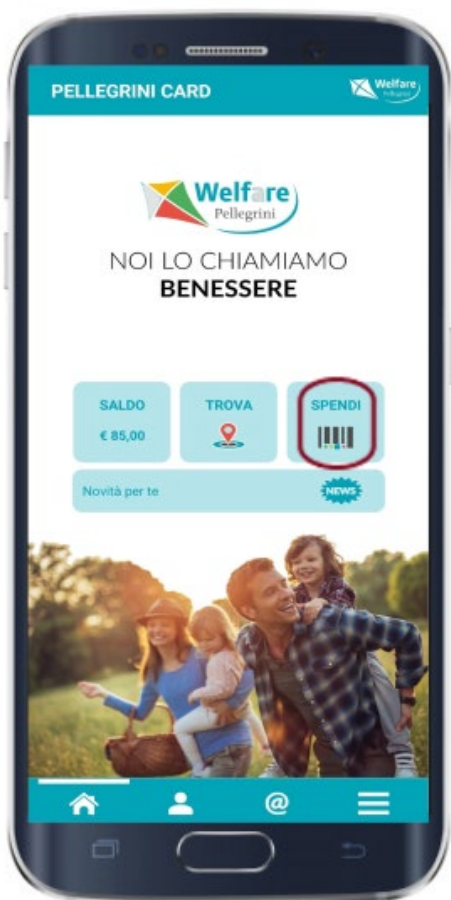 PELLEGRINI CARD
Welfare
Pellegrini
Welfare
Pellegrini
NOI LO CHIAMIAMO
BENESSERE
SALDO
€ 85,00
TROVA
SPENDI
Novità per te
NEWS
@